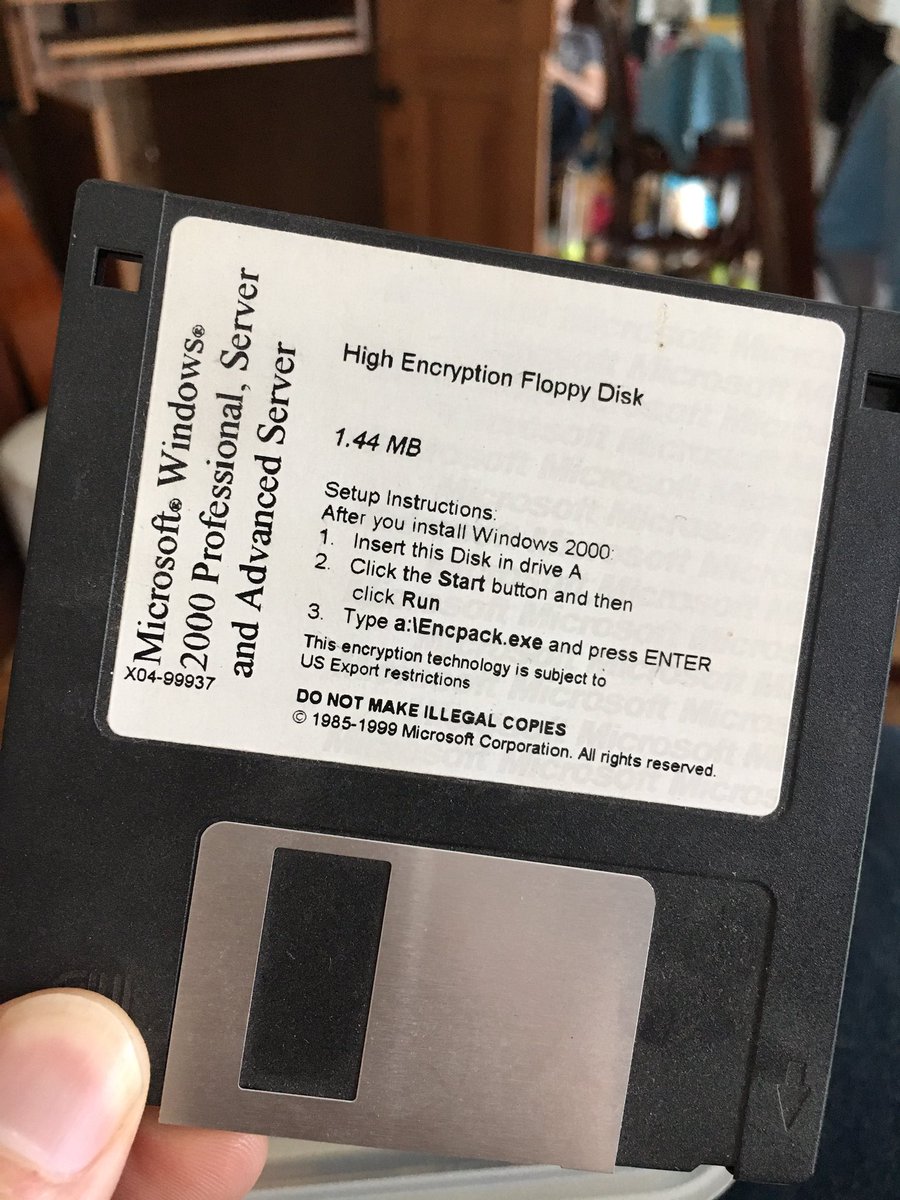 Microsoft® Windows®
2000 Professional, Server
and Advanced Server
X04-99937
High Encryption Floppy Disk
1.44 MB
Setup Instructions:
After you install Windows 2000:
1. Insert this Disk in drive A
2. Click the Start button and then
click Run
3. Type a:\Encpack.exe and press ENTER
This encryption technology is subject to
US Export restrictions
DO NOT MAKE ILLEGAL COPIES
© 1985-1999 Microsoft Corporation. All rights reserved.